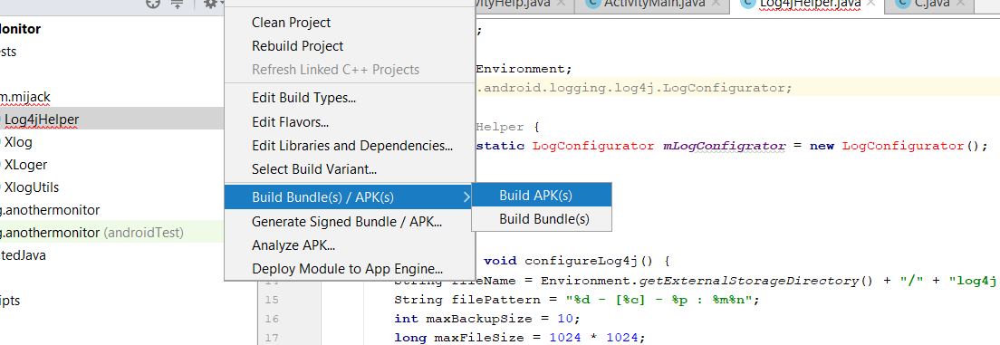 vityHelp.java
ActivityMain.java
Log4jHelper.java
C.java
Monitor
sts
m.mijack
Log4jHelper
Xlog
XLoger
XlogUtils
g.anothermonitor
g.anothermonitor (androidTest)
tedJava
ripts
Clean Project
Rebuild Project
Refresh Linked C++ Projects
Edit Build Types...
Edit Flavors...
Edit Libraries and Dependencies...
Select Build Variant...
Build Bundle(s) / APK(s)
Generate Signed Bundle / APK...
Analyze APK...
Deploy Module to App Engine...
Build APK(s)
Build Bundle(s)
;
Environment;
.android.logging.log4j.LogConfigurator;
Helper {
static LogConfigurator mLogConfigrator = new LogConfigurator();
void configureLog4j() {
14 String fileName = Environment.getExternalStorageDirectory() + "/" + "log4j
15 String filePattern = "%d - [%c] - %p : %m%n";
16 int maxBackupSize = 10;
17 long maxFileSize = 1024 * 1024;